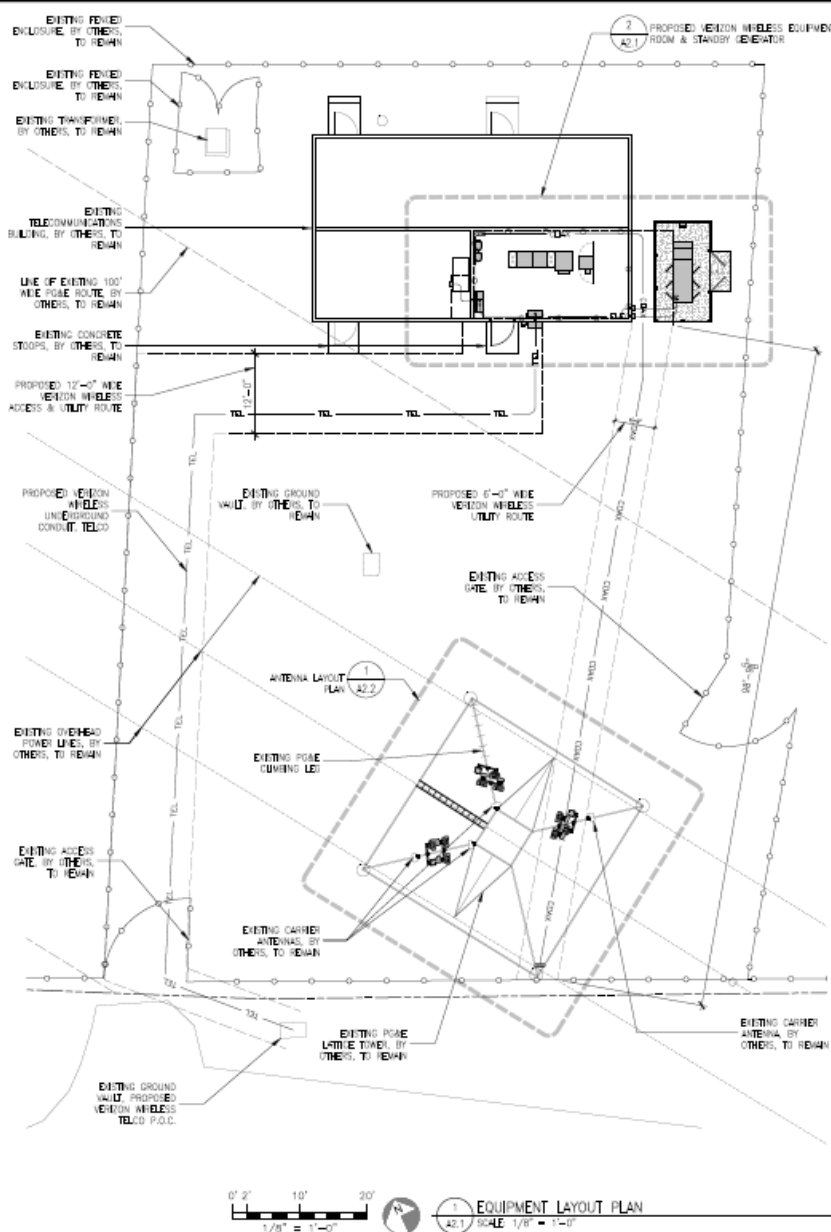 EXISTING FENCED
ENCLOSURE, BY OTHERS,
TO REMAIN
2
A2.1
PROPOSED VERIZON WIRELESS EQUIPMENT
ROOM & STANDBY GENERATOR
EXISTING FENCED
ENCLOSURE, BY OTHERS,
TO REMAIN
EXISTING TRANSFORMER,
BY OTHERS, TO REMAIN
EXISTING
TELECOMMUNICATIONS
BUILDING, BY OTHERS, TO
REMAIN
LINE OF EXISTING 100'
WIDE PG&E ROUTE, BY
OTHERS, TO REMAIN
EXISTING CONCRETE
STOOPS, BY OTHERS, TO
REMAIN
PROPOSED 12'-0" WIDE
VERIZON WIRELESS
ACCESS & UTILITY ROUTE
12'-0"
TEL
TEL
TEL
TEL
TEL
COAX
COAX
TEL
PROPOSED VERIZON
WIRELESS
UNDERGROUND
CONDUIT, TELCO
EXISTING GROUND
VAULT, BY OTHERS, TO
REMAIN
PROPOSED 6'-0" WIDE
VERIZON WIRELESS
UTILITY ROUTE
COAX
TEL
EXISTING ACCESS
GATE, BY OTHERS,
TO REMAIN
COAX
TEL
ANTENNA LAYOUT
PLAN
1
A2.2
COAX
TEL
EXISTING OVERHEAD
POWER LINES, BY
OTHERS, TO REMAIN
EXISTING PG&E
CLIMBING LEG
COAX
TEL
COAX
EXISTING ACCESS
GATE, BY OTHERS,
TO REMAIN
TEL
COAX
EXISTING CARRIER
ANTENNAS, BY
OTHERS, TO REMAIN
TEL
EXISTING PG&E
LATTICE TOWER, BY
OTHERS, TO REMAIN
EXISTING CARRIER
ANTENNA, BY
OTHERS, TO REMAIN
EXISTING GROUND
VAULT, PROPOSED
VERIZON WIRELESS
TELCO P.O.C.
0' 2' 10' 20'
1/8" = 1'-0"
N
1
A2.1
EQUIPMENT LAYOUT PLAN
SCALE: 1/8" = 1'-0"